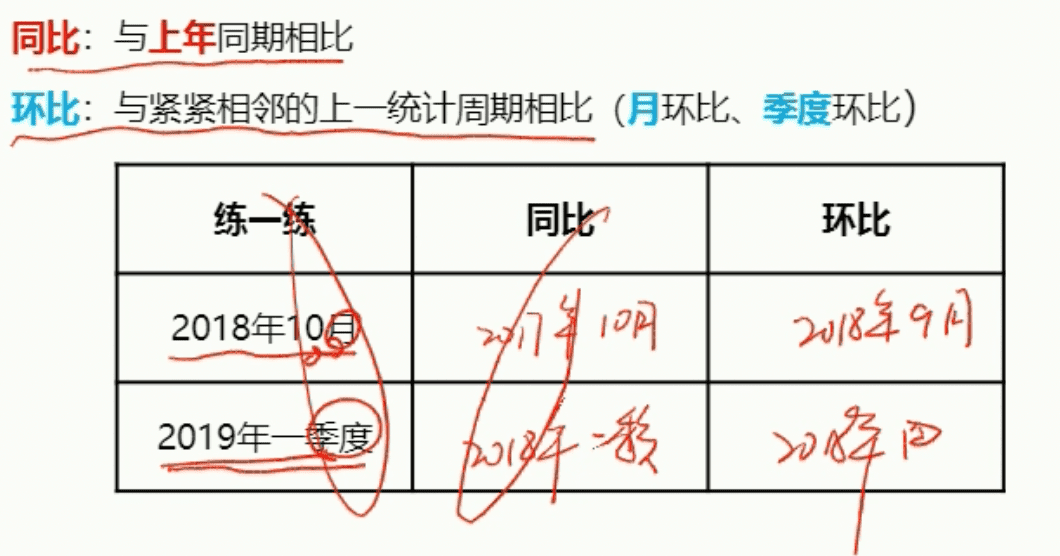 同比：与上年同期相比
环比：与紧紧相邻的上一统计周期相比（月环比、季度环比）
练一练 同比 环比
2018年10月 2017年10月 2018年9月
2019年一季度 2018年一季 2018年四